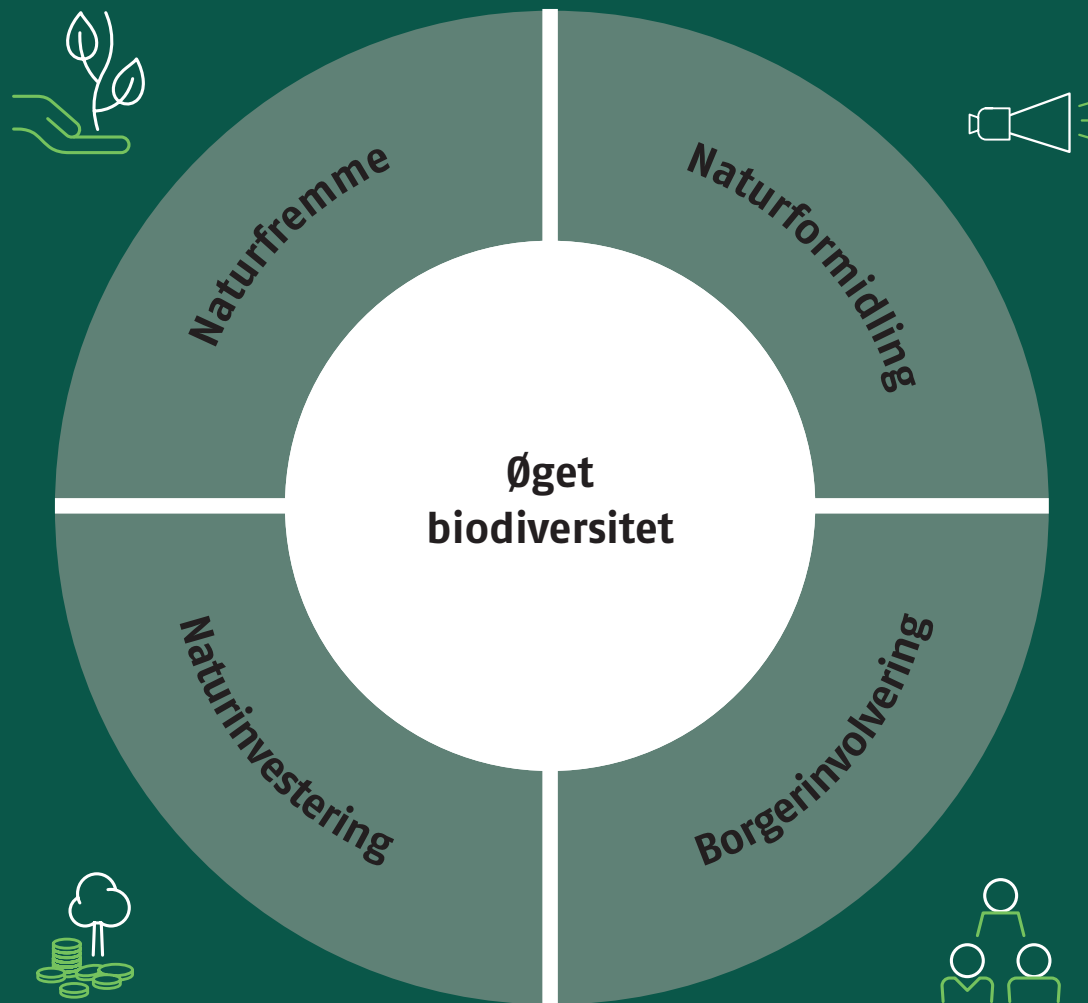 Naturfremme
Naturformidling
Øget
biodiversitet
Naturinvestering
Borgerinvolvering